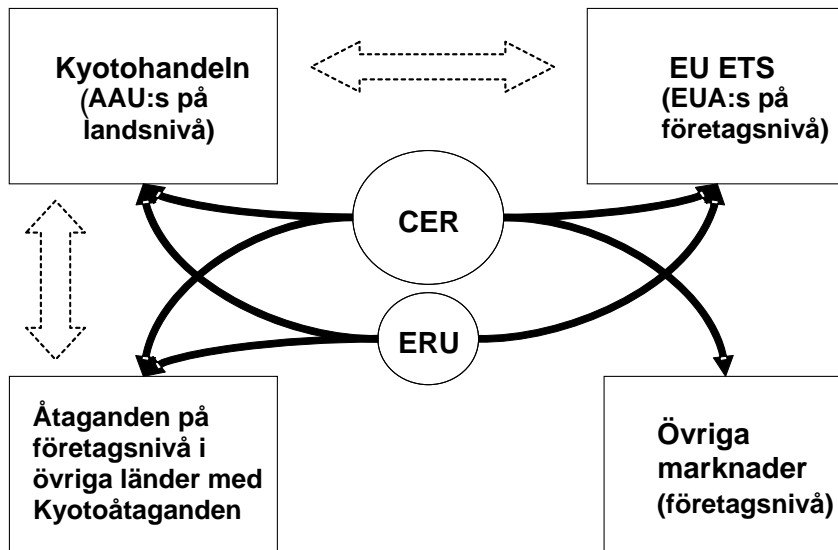 Kyotohandeln
(AAU:s på
landsnivå)
EU ETS
(EUA:s på
företagsnivå)
CER
ERU
Åtaganden på
företagsnivå i
övriga länder med
Kyotoåtaganden
Övriga
marknader
(företagsnivå)